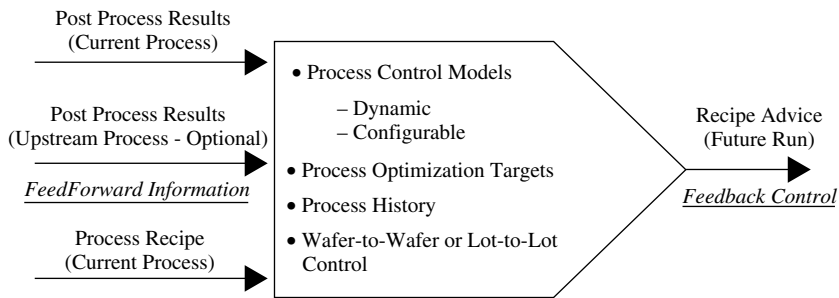 Post Process Results
(Current Process)
Post Process Results
(Upstream Process - Optional)
FeedForward Information
Process Recipe
(Current Process)
• Process Control Models
– Dynamic
– Configurable
• Process Optimization Targets
• Process History
• Wafer-to-Wafer or Lot-to-Lot
Control
Recipe Advice
(Future Run)
Feedback Control